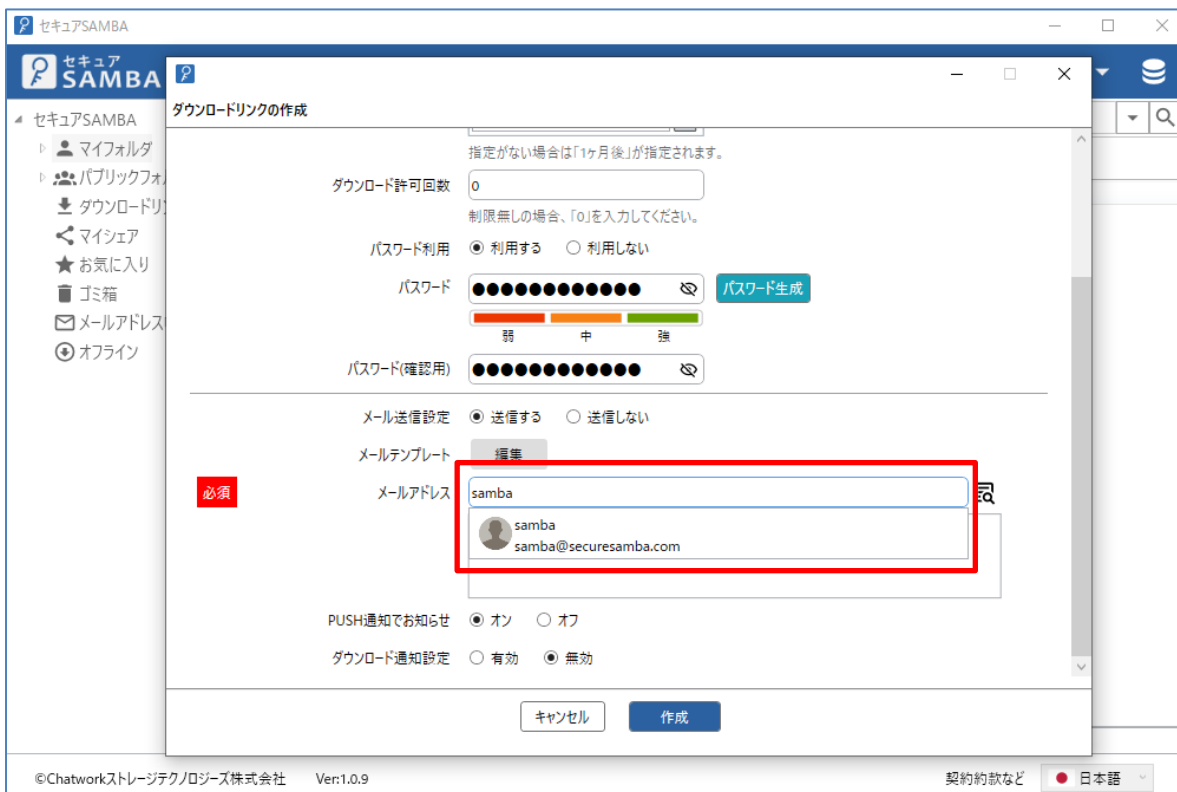 セキュアSAMBA
セキュア
SAMBA
ダウンロードリンクの作成
セキュアSAMBA
マイフォルダ
パブリックフォ
ダウンロードリ
マイシェア
お気に入り
ゴミ箱
メールアドレス
オフライン
指定がない場合は「1ヶ月後」が指定されます。
ダウンロード許可回数 0
制限無しの場合、「0」を入力してください。
パスワード利用 利用する 利用しない
パスワード ●●●●●●●●●●●● パスワード生成
弱 中 強
パスワード(確認用) ●●●●●●●●●●●●
メール送信設定 送信する 送信しない
メールテンプレート 編集
必須 メールアドレス samba
samba
samba@securesamba.com
PUSH通知でお知らせ オン オフ
ダウンロード通知設定 有効 無効
キャンセル 作成
©Chatworkストレージテクノロジーズ株式会社 Ver:1.0.9 契約約款など 日本語